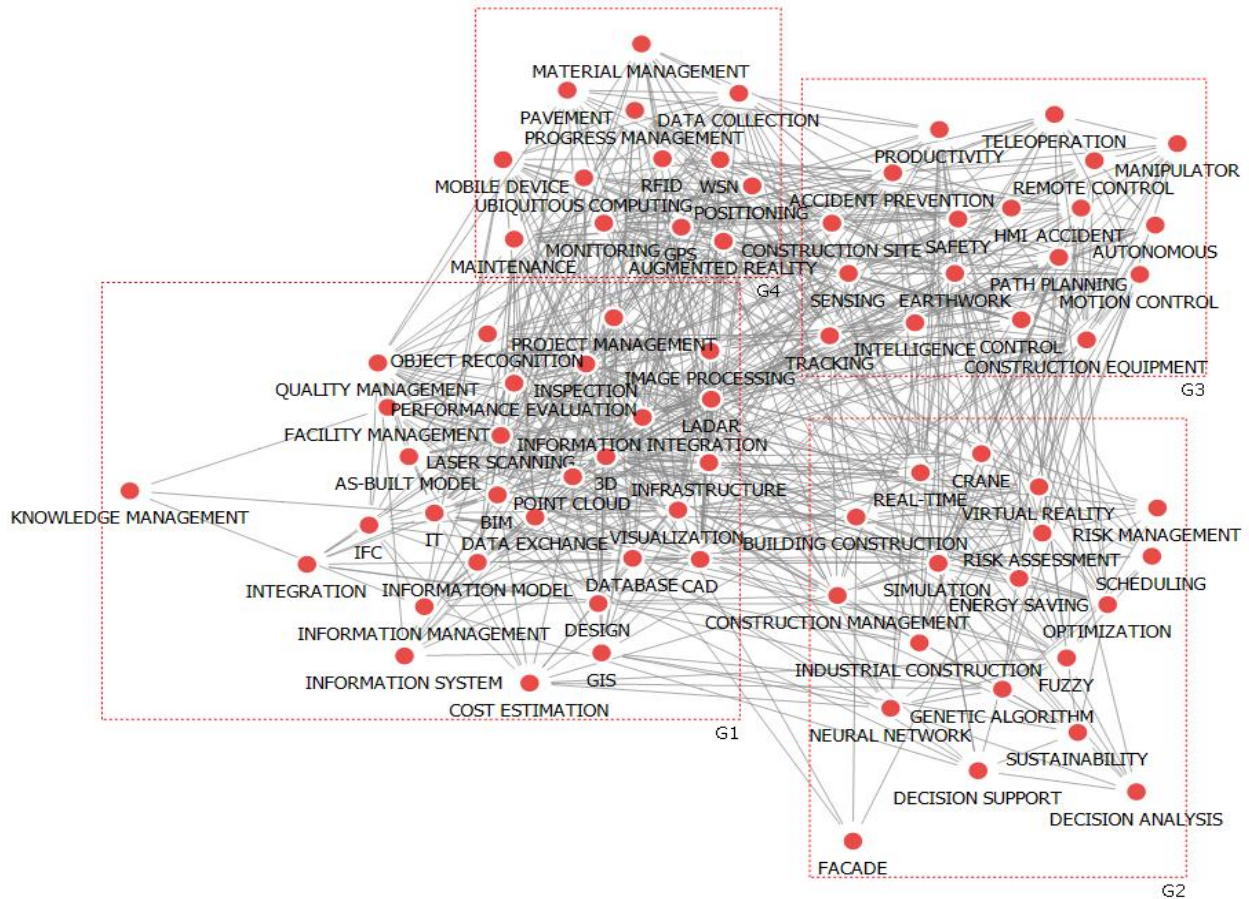 MATERIAL MANAGEMENT
PAVEMENT
DATA COLLECTION
PROGRESS MANAGEMENT
MOBILE DEVICE
RFID
WSN
UBIQUITOUS COMPUTING
POSITIONING
MONITORING
GPS
MAINTENANCE
AUGMENTED REALITY
G4
TELEOPERATION
PRODUCTIVITY
MANIPULATOR
REMOTE CONTROL
ACCIDENT PREVENTION
CONSTRUCTION SITE
SAFETY
HMI
ACCIDENT
AUTONOMOUS
PATH PLANNING
SENSING
EARTHWORK
MOTION CONTROL
TRACKING
INTELLIGENCE
CONTROL
CONSTRUCTION EQUIPMENT
G3
PROJECT MANAGEMENT
OBJECT RECOGNITION
IMAGE PROCESSING
QUALITY MANAGEMENT
INSPECTION
PERFORMANCE EVALUATION
LADAR
FACILITY MANAGEMENT
INFORMATION INTEGRATION
LASER SCANNING
3D
AS-BUILT MODEL
POINT CLOUD
INFRASTRUCTURE
KNOWLEDGE MANAGEMENT
BIM
IFC
IT
DATA EXCHANGE
VISUALIZATION
INTEGRATION
INFORMATION MODEL
DATABASE
CAD
INFORMATION MANAGEMENT
DESIGN
INFORMATION SYSTEM
GIS
COST ESTIMATION
G1
CRANE
REAL-TIME
VIRTUAL REALITY
RISK MANAGEMENT
BUILDING CONSTRUCTION
RISK ASSESSMENT
SCHEDULING
SIMULATION
ENERGY SAVING
CONSTRUCTION MANAGEMENT
OPTIMIZATION
INDUSTRIAL CONSTRUCTION
FUZZY
GENETIC ALGORITHM
NEURAL NETWORK
SUSTAINABILITY
DECISION SUPPORT
DECISION ANALYSIS
FACADE
G2